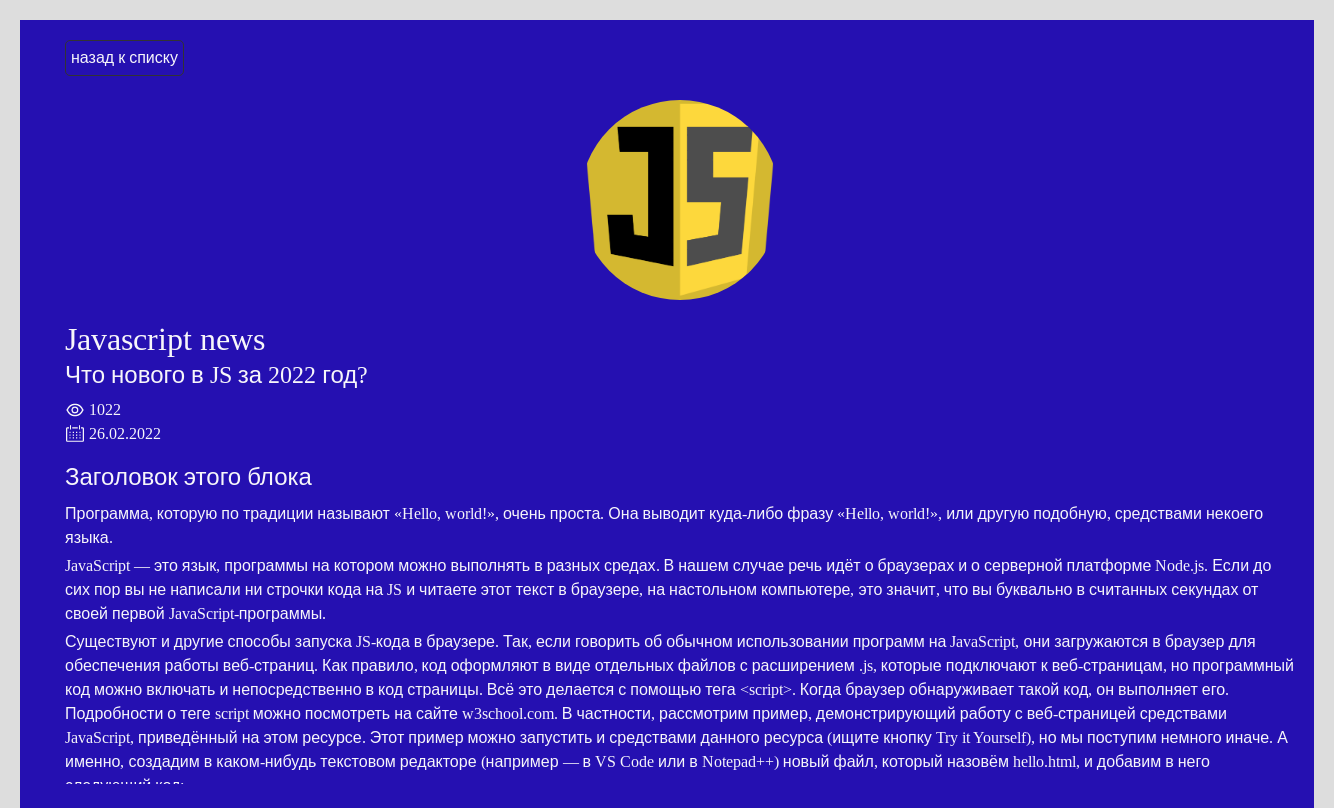 назад к списку
JS
Javascript news
Что нового в JS за 2022 год?
1022
26.02.2022
Заголовок этого блока
Программа, которую по традиции называют «Hello, world!», очень проста. Она выводит куда-либо фразу «Hello, world!», или другую подобную, средствами некоего
языка.
JavaScript — это язык, программы на котором можно выполнять в разных средах. В нашем случае речь идёт о браузерах и о серверной платформе Node.js. Если до
сих пор вы не написали ни строчки кода на JS и читаете этот текст в браузере, на настольном компьютере, это значит, что вы буквально в считанных секундах от
своей первой JavaScript-программы.
Существуют и другие способы запуска JS-кода в браузере. Так, если говорить об обычном использовании программ на JavaScript, они загружаются в браузер для
обеспечения работы веб-страниц. Как правило, код оформляют в виде отдельных файлов с расширением .js, которые подключают к веб-страницам, но программный
код можно включать и непосредственно в код страницы. Всё это делается с помощью тега <script>. Когда браузер обнаруживает такой код, он выполняет его.
Подробности о теге script можно посмотреть на сайте w3school.com. В частности, рассмотрим пример, демонстрирующий работу с веб-страницей средствами
JavaScript, приведённый на этом ресурсе. Этот пример можно запустить и средствами данного ресурса (ищите кнопку Try it Yourself), но мы поступим немного иначе. А
именно, создадим в каком-нибудь текстовом редакторе (например — в VS Code или в Notepad++) новый файл, который назовём hello.html, и добавим в него